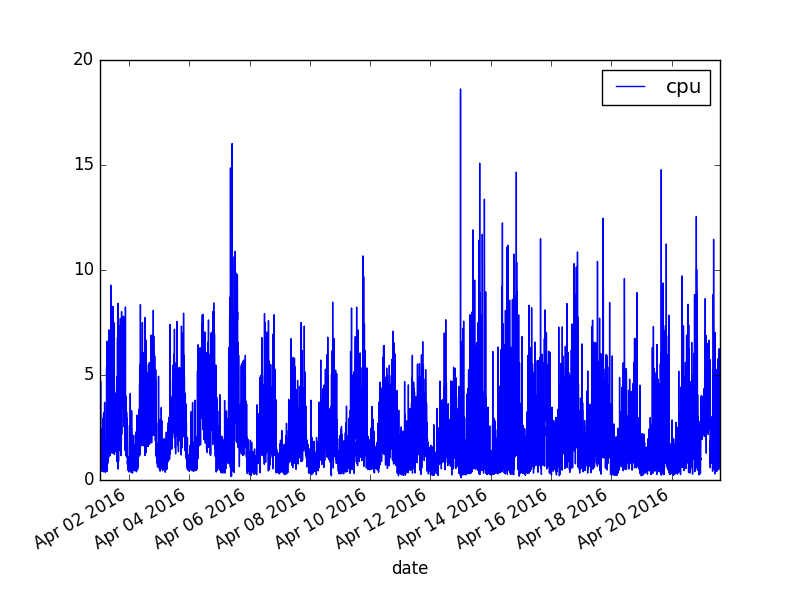 20
cpu
15
10
5
0
Apr 02 2016
Apr 04 2016
Apr 06 2016
Apr 08 2016
Apr 10 2016
Apr 12 2016
Apr 14 2016
Apr 16 2016
Apr 18 2016
Apr 20 2016
date